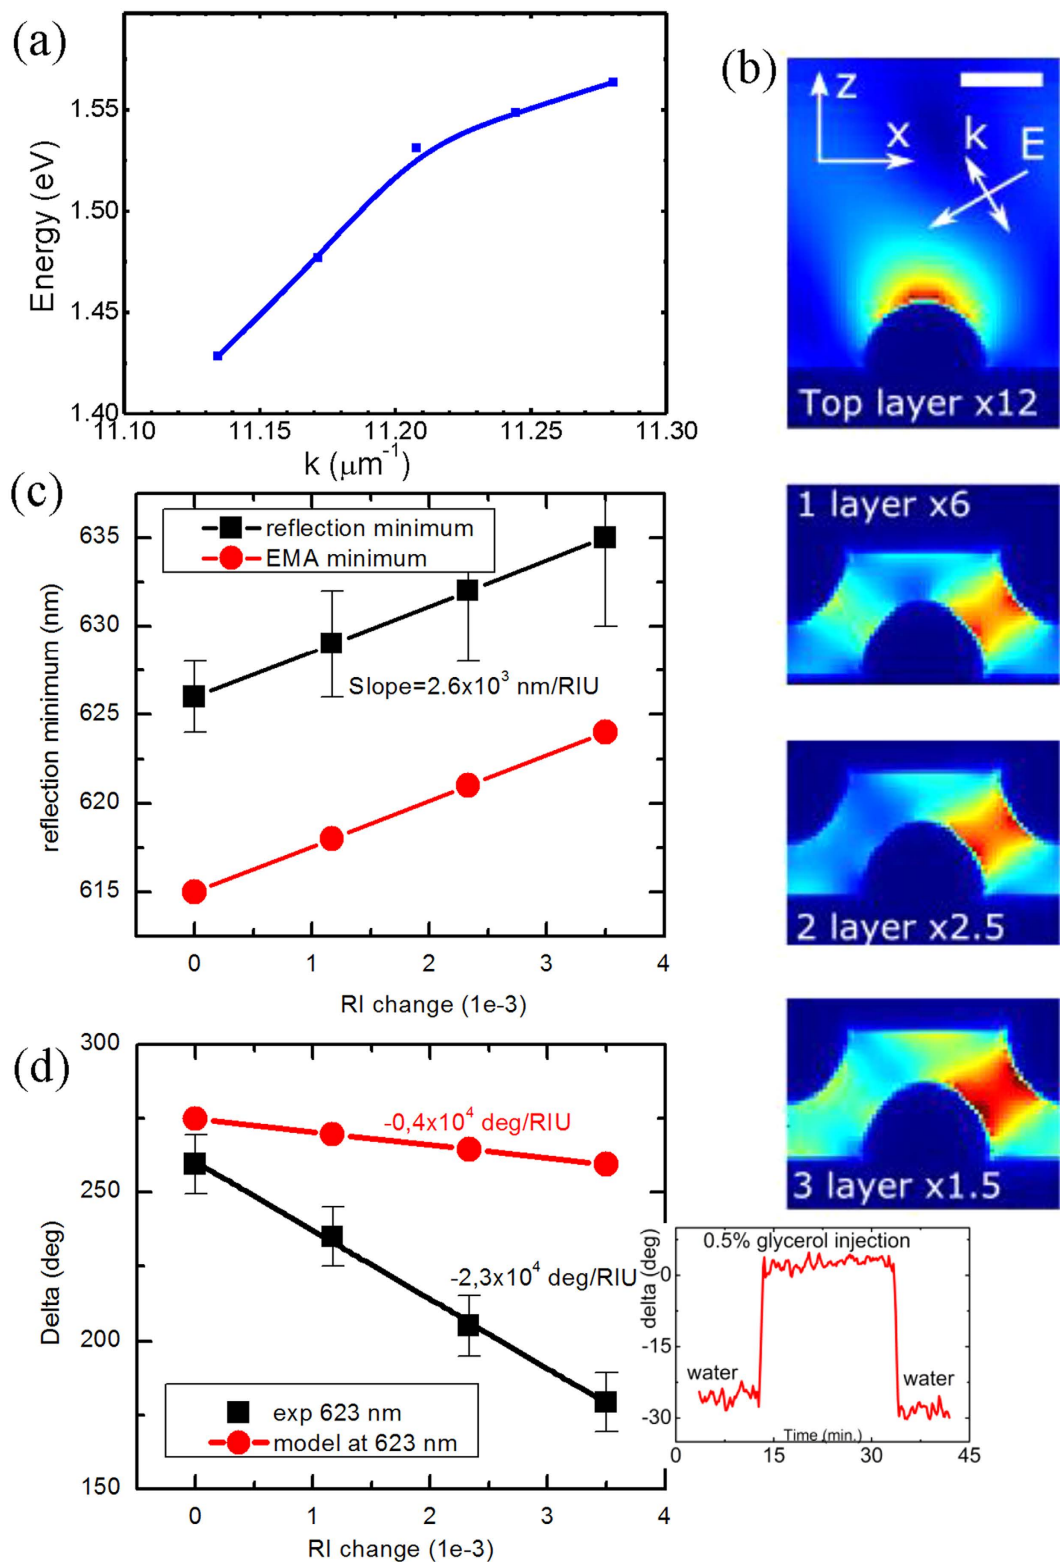 (a)
Energy (eV)
1.55
1.50
1.45
1.40
11.10 11.15 11.20 11.25 11.30
k (μm⁻¹)
(b)
z
x
k
E
Top layer x12
1 layer x6
2 layer x2.5
3 layer x1.5
(c)
reflection minimum
EMA minimum
reflection minimum (nm)
635
630
625
620
615
Slope=2.6x10³ nm/RIU
0 1 2 3 4
RI change (1e-3)
(d)
Delta (deg)
300
250
200
150
-0,4x10⁴ deg/RIU
-2,3x10⁴ deg/RIU
exp 623 nm
model at 623 nm
0 1 2 3 4
RI change (1e-3)
0.5% glycerol injection
delta (deg)
0
-15
-30
water
water
Time (min.)
0 15 30 45